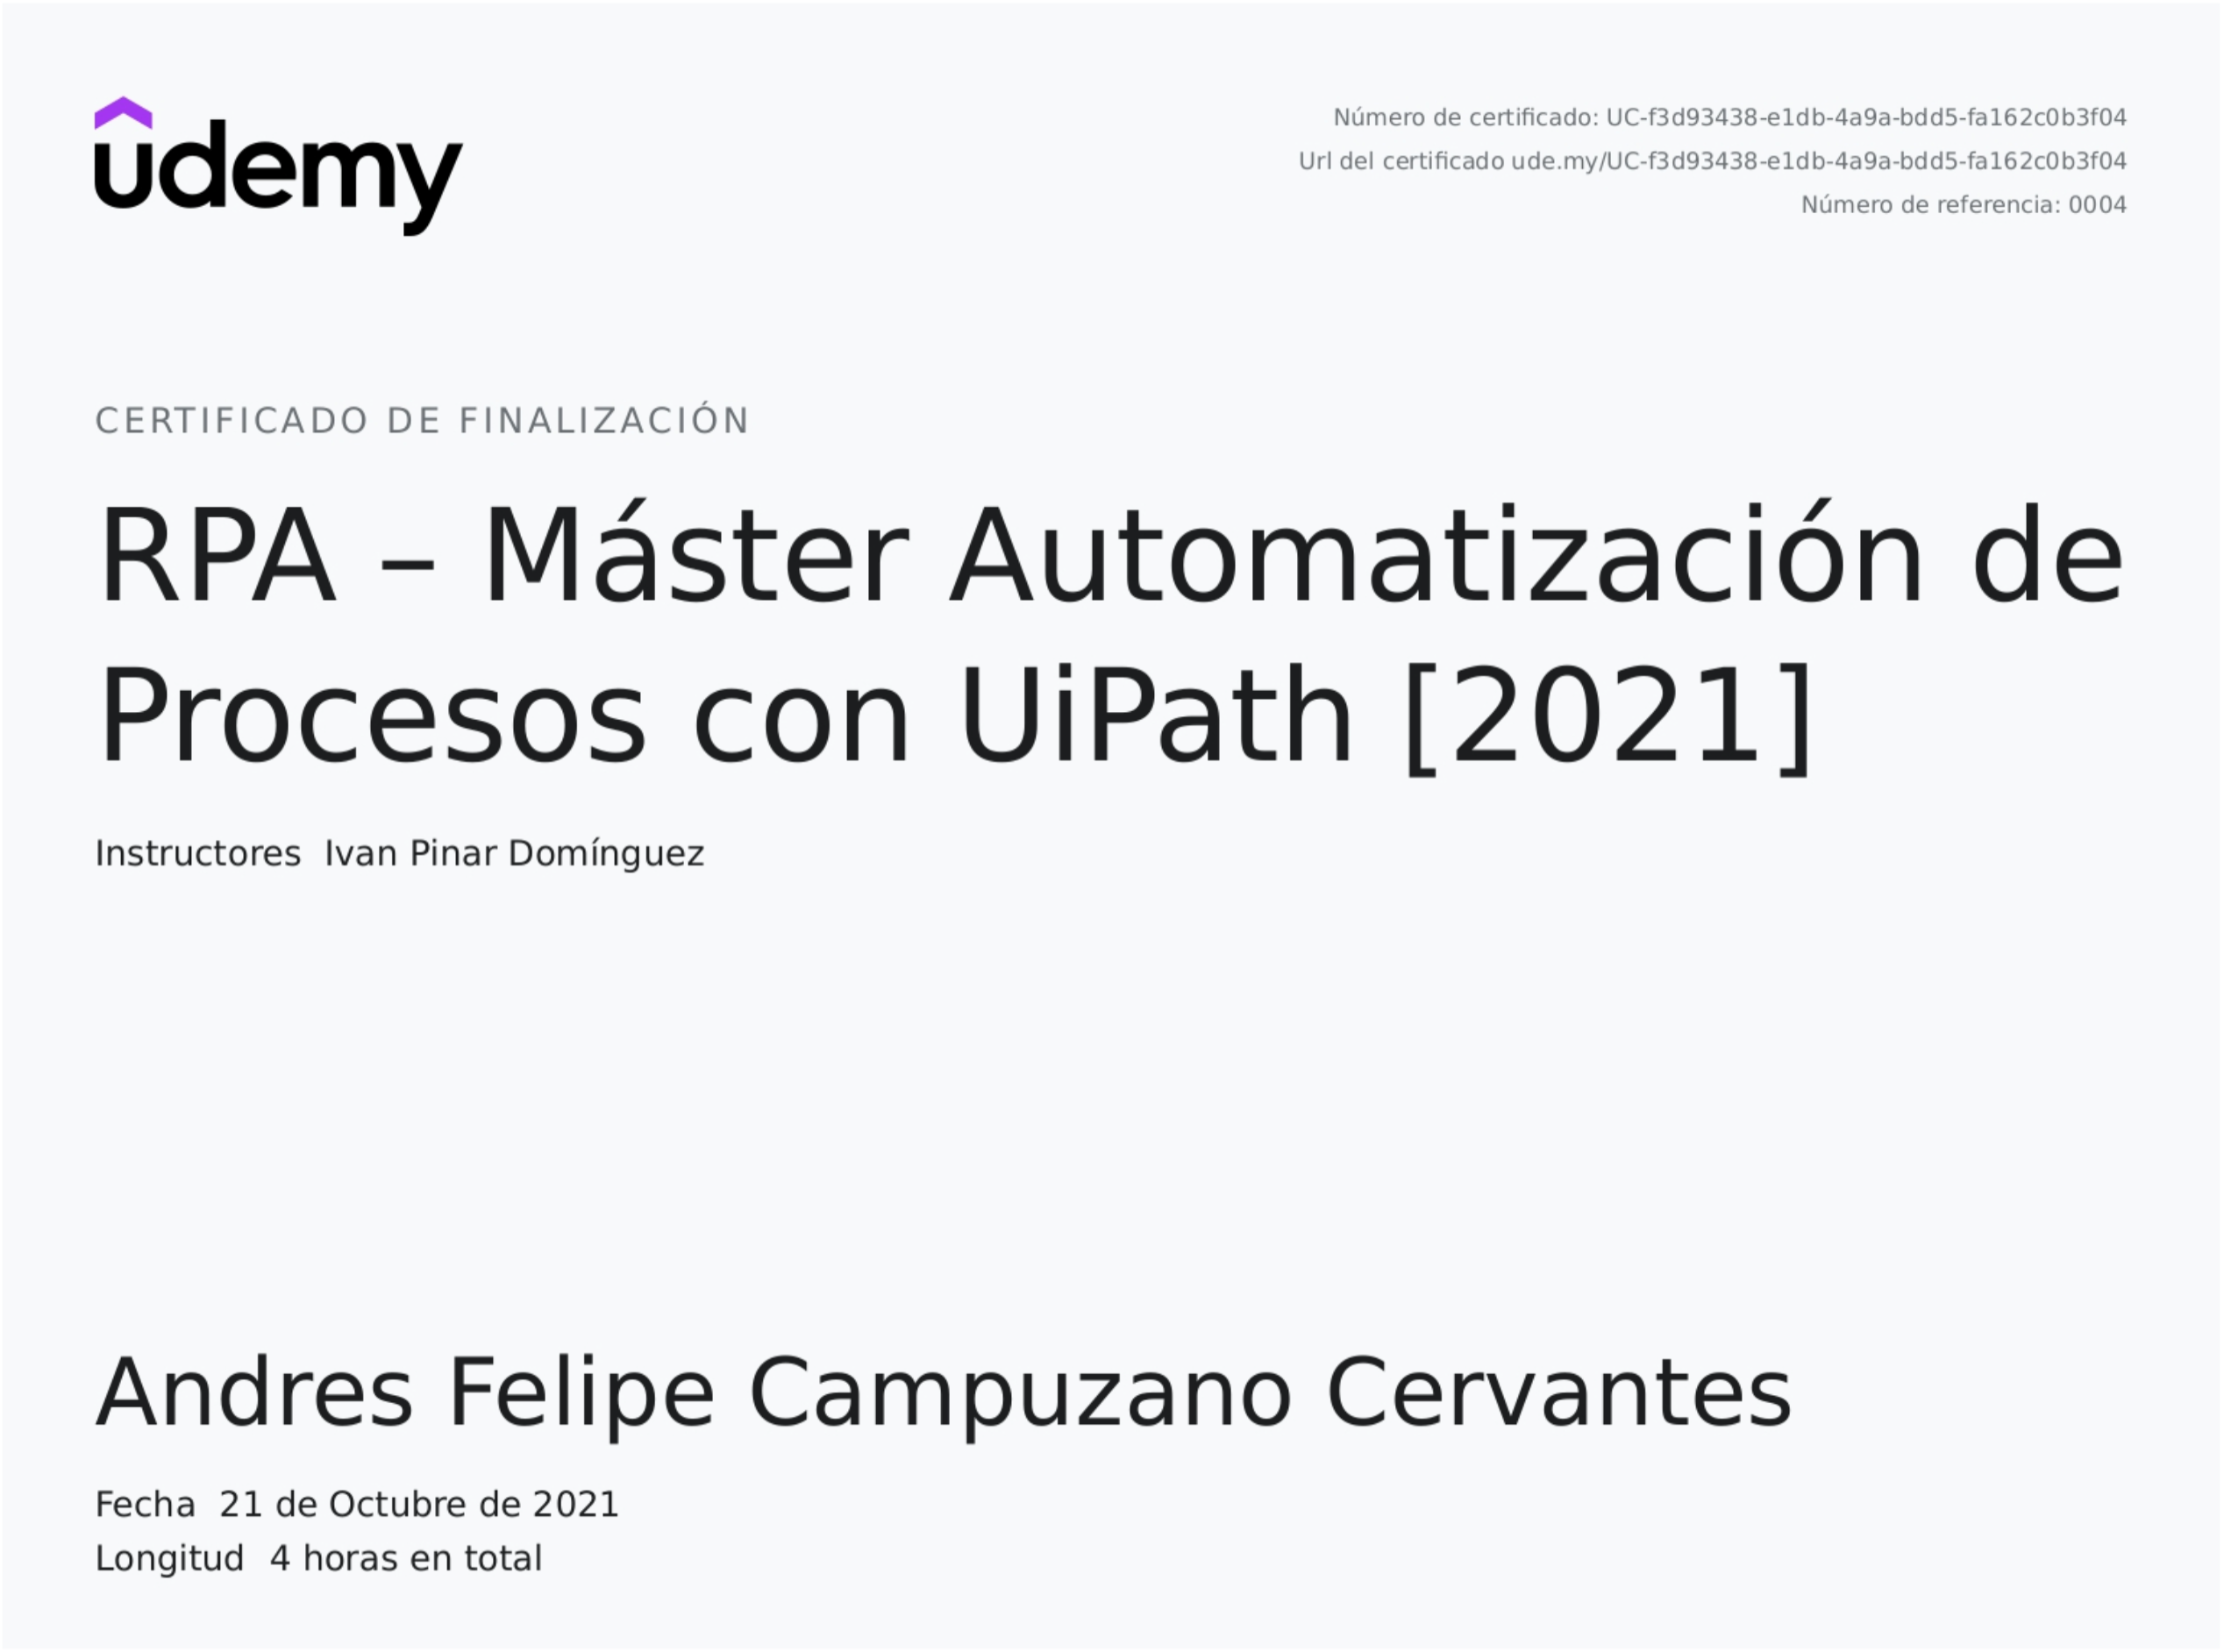 udemy
Número de certificado: UC-f3d93438-e1db-4a9a-bdd5-fa162c0b3f04
Url del certificado ude.my/UC-f3d93438-e1db-4a9a-bdd5-fa162c0b3f04
Número de referencia: 0004
CERTIFICADO DE FINALIZACIÓN
RPA – Máster Automatización de
Procesos con UiPath [2021]
Instructores Ivan Pinar Domínguez
Andres Felipe Campuzano Cervantes
Fecha 21 de Octubre de 2021
Longitud 4 horas en total